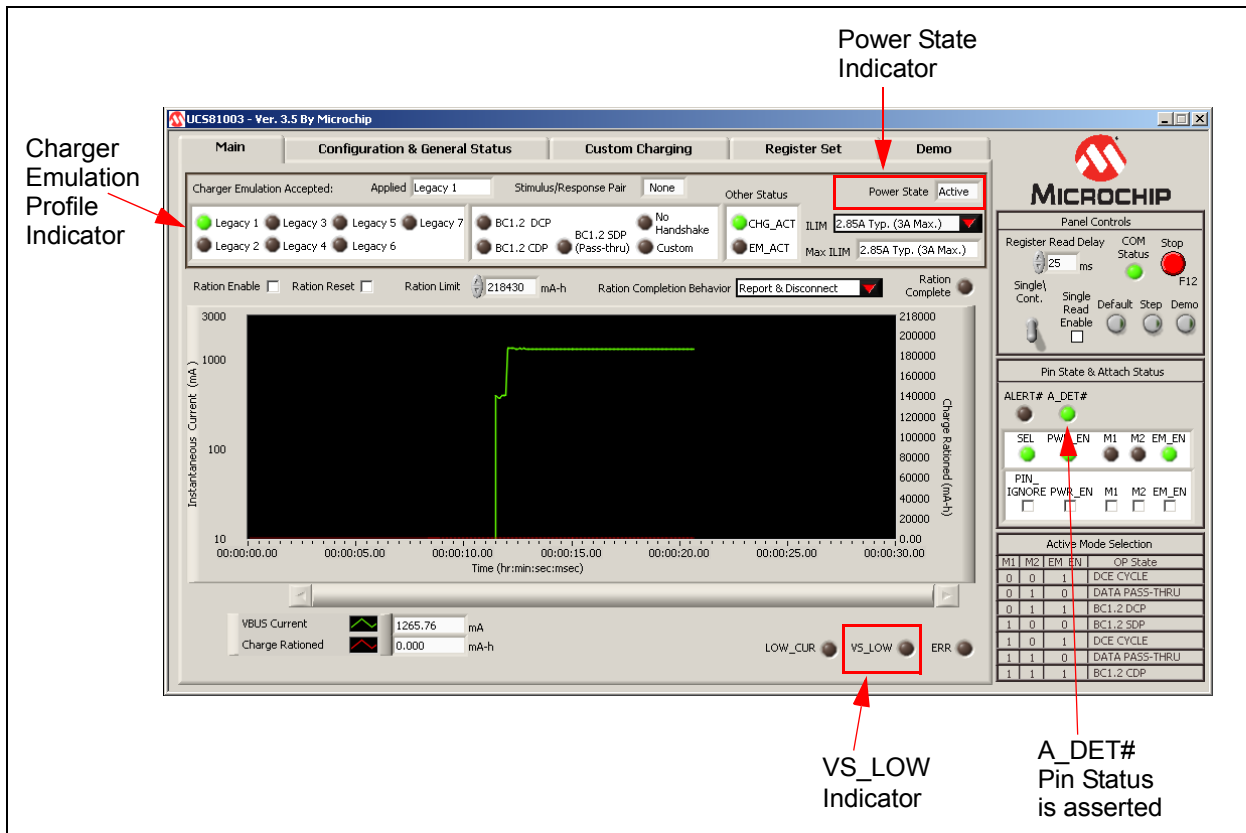 Power State
Indicator
Charger
Emulation
Profile
Indicator
UCS81003 - Ver. 3.5 By Microchip
Main
Configuration & General Status
Custom Charging
Register Set
Demo
Charger Emulation Accepted:
Applied
Legacy 1
Stimulus/Response Pair
None
Other Status
Power State
Active
Legacy 1
Legacy 3
Legacy 5
Legacy 7
Legacy 2
Legacy 4
Legacy 6
BC1.2 DCP
BC1.2 CDP
BC1.2 SDP
(Pass-thru)
No
Handshake
Custom
CHG_ACT
EM_ACT
ILIM
2.85A Typ. (3A Max.)
Max ILIM
2.85A Typ. (3A Max.)
Ration Enable
Ration Reset
Ration Limit
218430
mA-h
Ration Completion Behavior
Report & Disconnect
Ration
Complete
Instantaneous Current (mA)
3000
1000
100
10
218000
200000
180000
160000
140000
120000
100000
80000
60000
40000
20000
0.00
Charge Rationed (mA-h)
00:00:00.00
00:00:05.00
00:00:10.00
00:00:15.00
00:00:20.00
00:00:25.00
00:00:30.00
Time (hr:min:sec:msec)
VBUS Current
1265.76
mA
Charge Rationed
0.000
mA-h
LOW_CUR
VS_LOW
ERR
MICROCHIP
Panel Controls
Register Read Delay
25
ms
COM
Status
Stop
F12
Single\
Cont.
Single
Read
Enable
Default
Step
Demo
Pin State & Attach Status
ALERT#
A_DET#
SEL
PWR_EN
M1
M2
EM_EN
PIN_
IGNORE
PWR_EN
M1
M2
EM_EN
Active Mode Selection
M1 M2 EM_EN OP State
0 0 1 DCE CYCLE
0 1 0 DATA PASS-THRU
0 1 1 BC1.2 DCP
1 0 0 BC1.2 SDP
1 0 1 DCE CYCLE
1 1 0 DATA PASS-THRU
1 1 1 BC1.2 CDP
VS_LOW
Indicator
A_DET#
Pin Status
is asserted